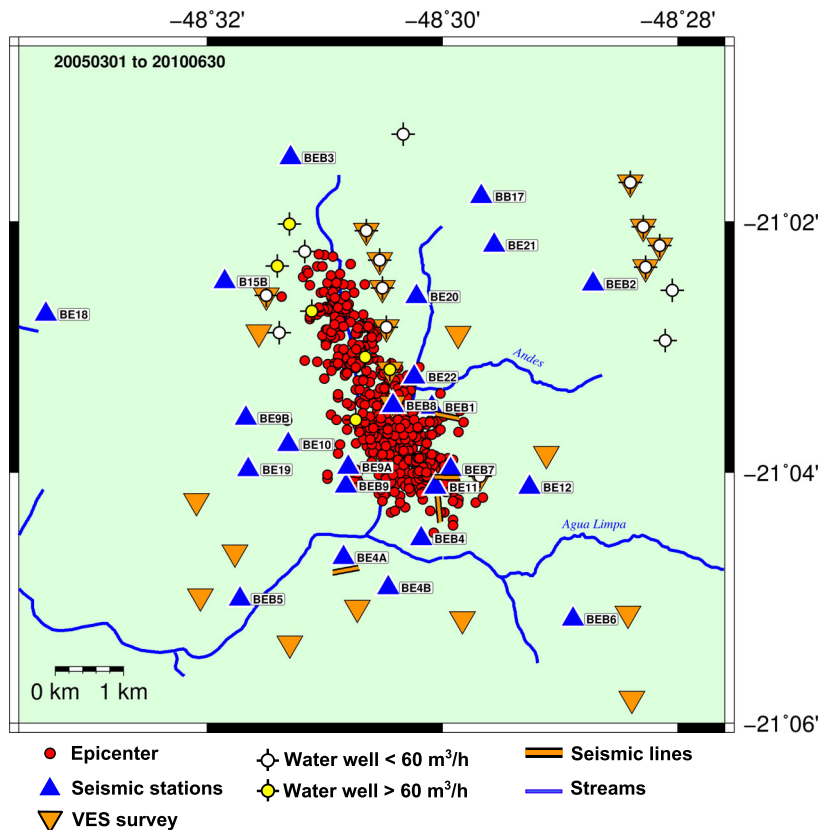 -48°32' -48°30' -48°28'
20050301 to 20100630
BEB3
BB17
-21°02'
BE21
B15B
BEB2
BE20
BE18
Andes
BE22
BEB8 BEB1
BE9B
BE10
BE19 BE9A BEB7
-21°04'
BEB9 BE11 BE12
Agua Limpa
BEB4
BE4A
BE4B
BEB5
BEB6
0 km 1 km
-21°06'
Epicenter Water well < 60 m³/h Seismic lines
Seismic stations Water well > 60 m³/h Streams
VES survey